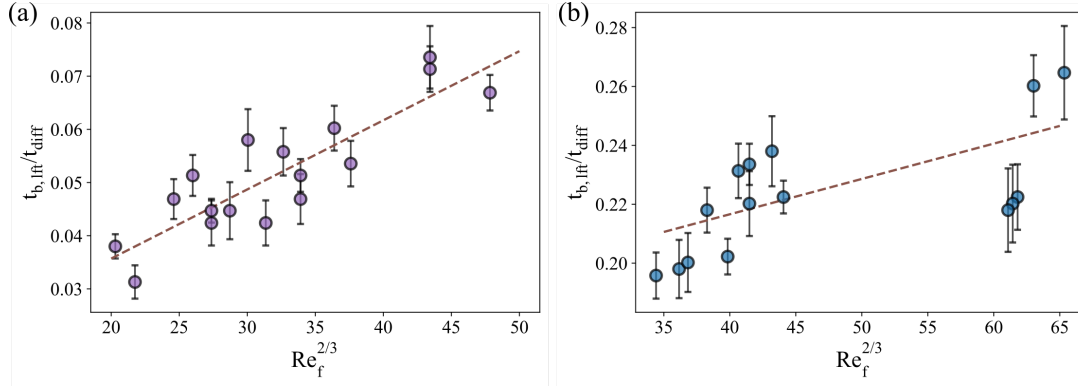 (a)
0.08
0.07
0.06
0.05
0.04
0.03
t_b, lft/t_diff
20 25 30 35 40 45 50
Re_f^2/3
(b)
0.28
0.26
0.24
0.22
0.20
t_b, lft/t_diff
35 40 45 50 55 60 65
Re_f^2/3